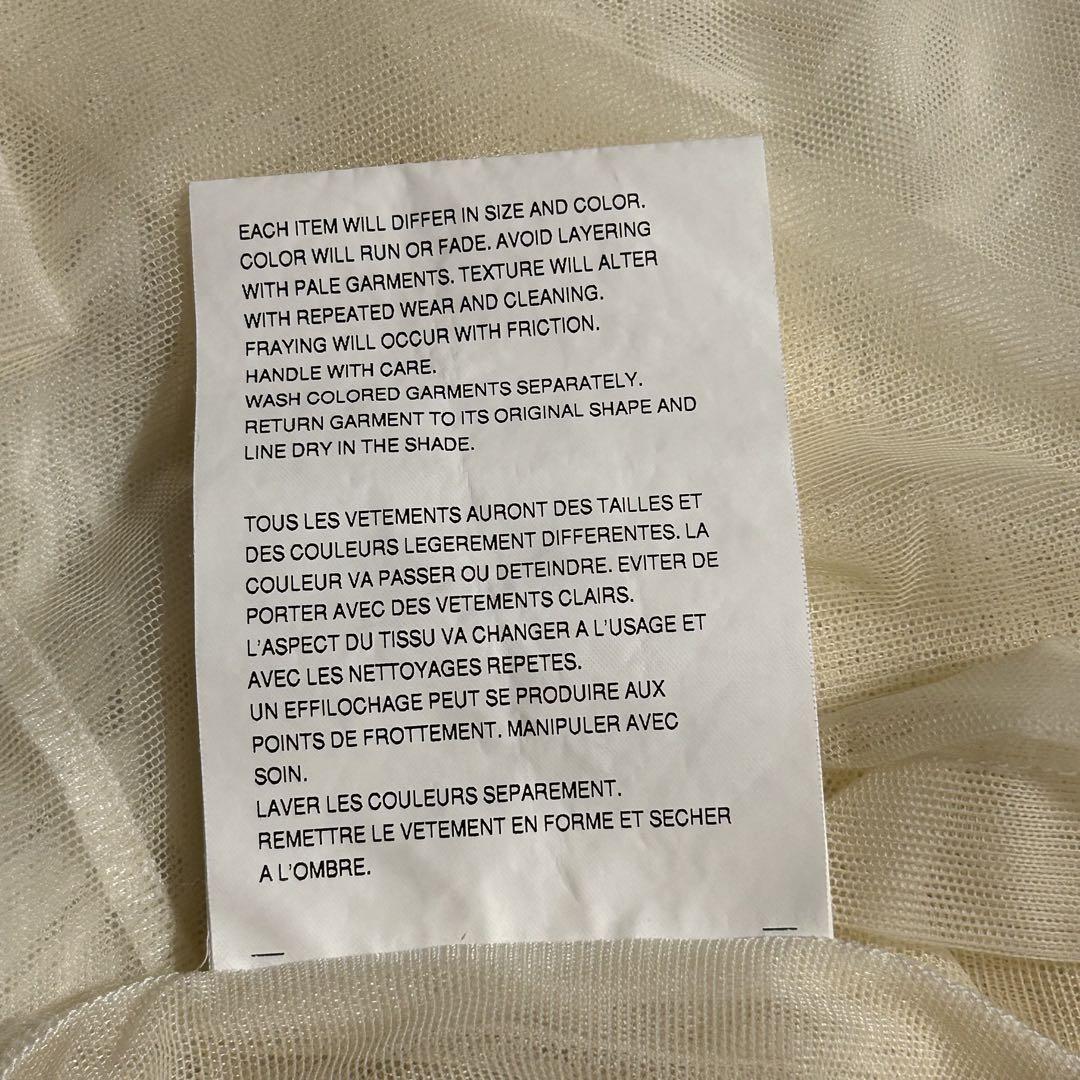 EACH ITEM WILL DIFFER IN SIZE AND COLOR.
COLOR WILL RUN OR FADE. AVOID LAYERING
WITH PALE GARMENTS. TEXTURE WILL ALTER
WITH REPEATED WEAR AND CLEANING.
FRAYING WILL OCCUR WITH FRICTION.
HANDLE WITH CARE.
WASH COLORED GARMENTS SEPARATELY.
RETURN GARMENT TO ITS ORIGINAL SHAPE AND
LINE DRY IN THE SHADE.
TOUS LES VETEMENTS AURONT DES TAILLES ET
DES COULEURS LEGEREMENT DIFFERENTES. LA
COULEUR VA PASSER OU DETEINDRE. EVITER DE
PORTER AVEC DES VETEMENTS CLAIRS.
L'ASPECT DU TISSU VA CHANGER A L'USAGE ET
AVEC LES NETTOYAGES REPETES.
UN EFFILOCHAGE PEUT SE PRODUIRE AUX
POINTS DE FROTTEMENT. MANIPULER AVEC
SOIN.
LAVER LES COULEURS SEPAREMENT.
REMETTRE LE VETEMENT EN FORME ET SECHER
A L'OMBRE.